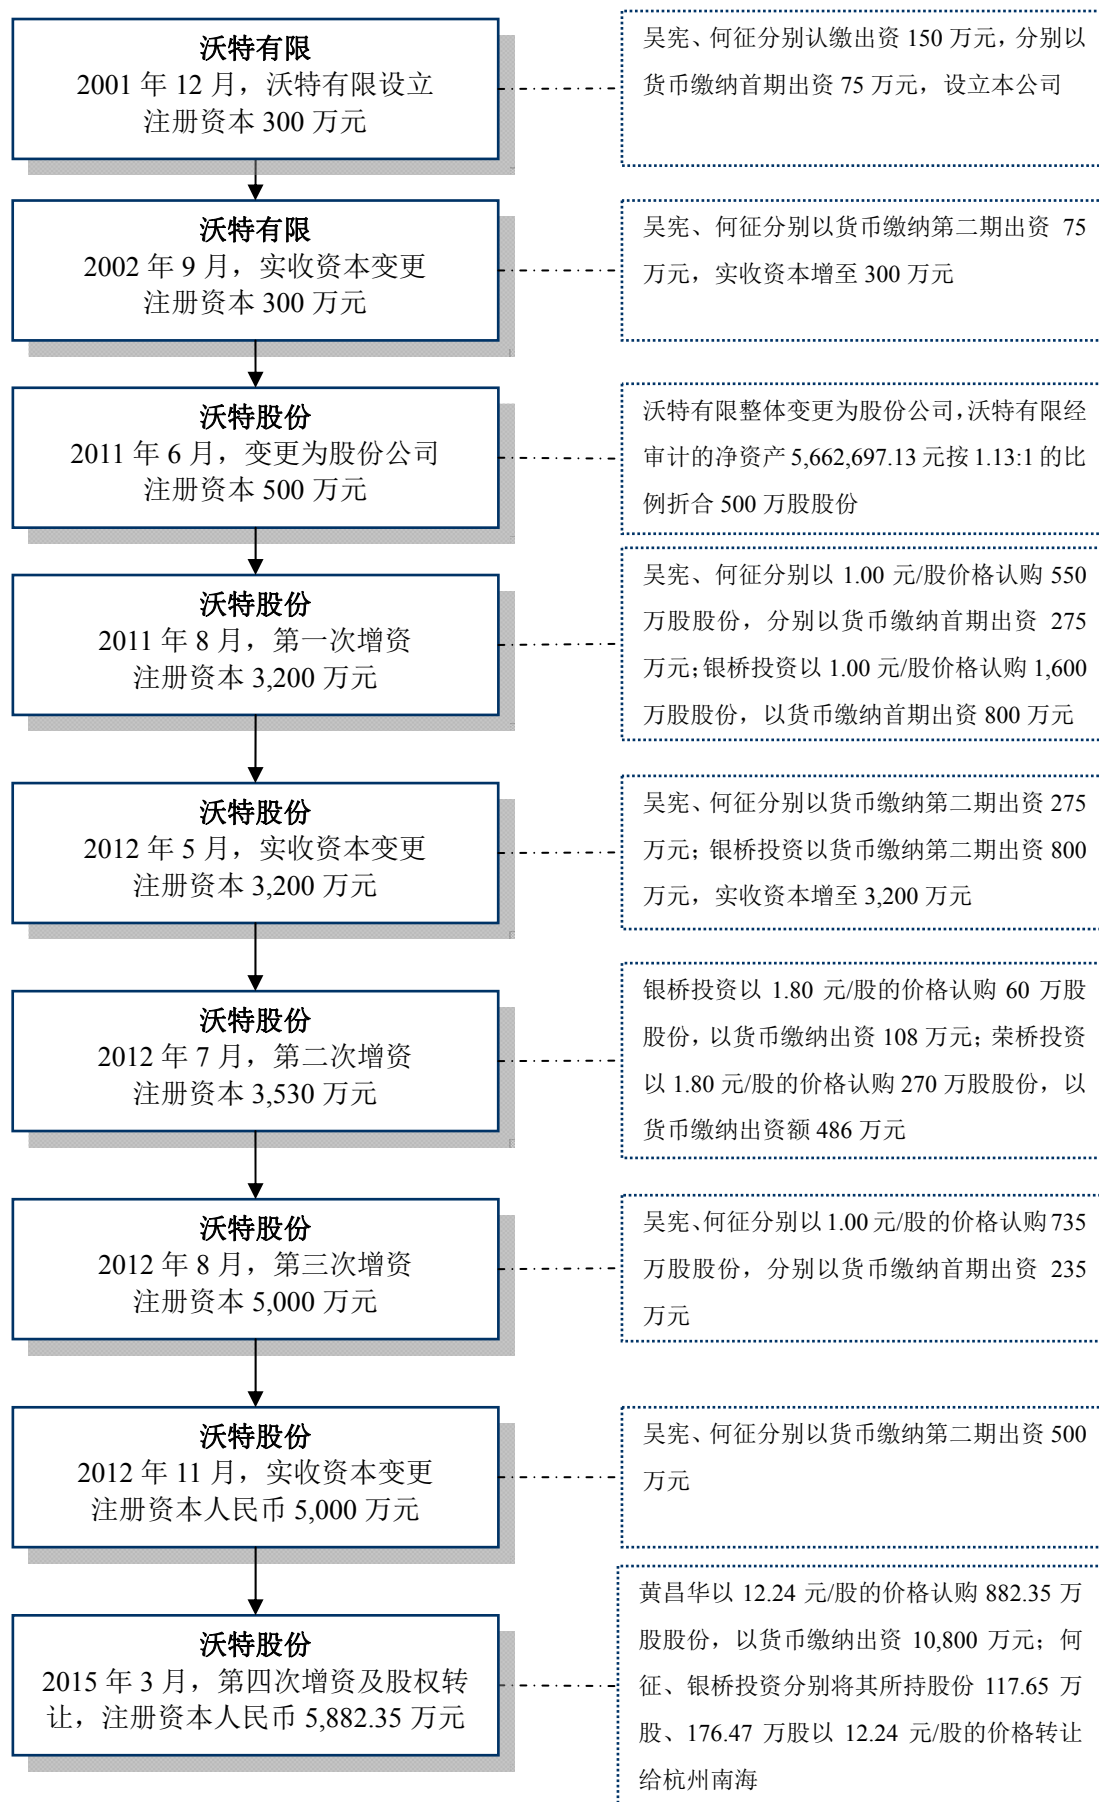 沃特有限
2001 年 12 月，沃特有限设立
注册资本 300 万元
吴宪、何征分别认缴出资 150 万元，分别以
货币缴纳首期出资 75 万元，设立本公司
沃特有限
2002 年 9 月，实收资本变更
注册资本 300 万元
吴宪、何征分别以货币缴纳第二期出资 75
万元，实收资本增至 300 万元
沃特股份
2011 年 6 月，变更为股份公司
注册资本 500 万元
沃特有限整体变更为股份公司，沃特有限经
审计的净资产 5,662,697.13 元按 1.13:1 的比
例折合 500 万股股份
沃特股份
2011 年 8 月，第一次增资
注册资本 3,200 万元
吴宪、何征分别以 1.00 元/股价格认购 550
万股股份，分别以货币缴纳首期出资 275
万元；银桥投资以 1.00 元/股价格认购 1,600
万股股份，以货币缴纳首期出资 800 万元
沃特股份
2012 年 5 月，实收资本变更
注册资本 3,200 万元
吴宪、何征分别以货币缴纳第二期出资 275
万元；银桥投资以货币缴纳第二期出资 800
万元，实收资本增至 3,200 万元
沃特股份
2012 年 7 月，第二次增资
注册资本 3,530 万元
银桥投资以 1.80 元/股的价格认购 60 万股
股份，以货币缴纳出资 108 万元；荣桥投资
以 1.80 元/股的价格认购 270 万股股份，以
货币缴纳出资额 486 万元
沃特股份
2012 年 8 月，第三次增资
注册资本 5,000 万元
吴宪、何征分别以 1.00 元/股的价格认购 735
万股股份，分别以货币缴纳首期出资 235
万元
沃特股份
2012 年 11 月，实收资本变更
注册资本人民币 5,000 万元
吴宪、何征分别以货币缴纳第二期出资 500
万元
沃特股份
2015 年 3 月，第四次增资及股权转
让，注册资本人民币 5,882.35 万元
黄昌华以 12.24 元/股的价格认购 882.35 万
股股份，以货币缴纳出资 10,800 万元；何
征、银桥投资分别将其所持股份 117.65 万
股、176.47 万股以 12.24 元/股的价格转让
给杭州南海